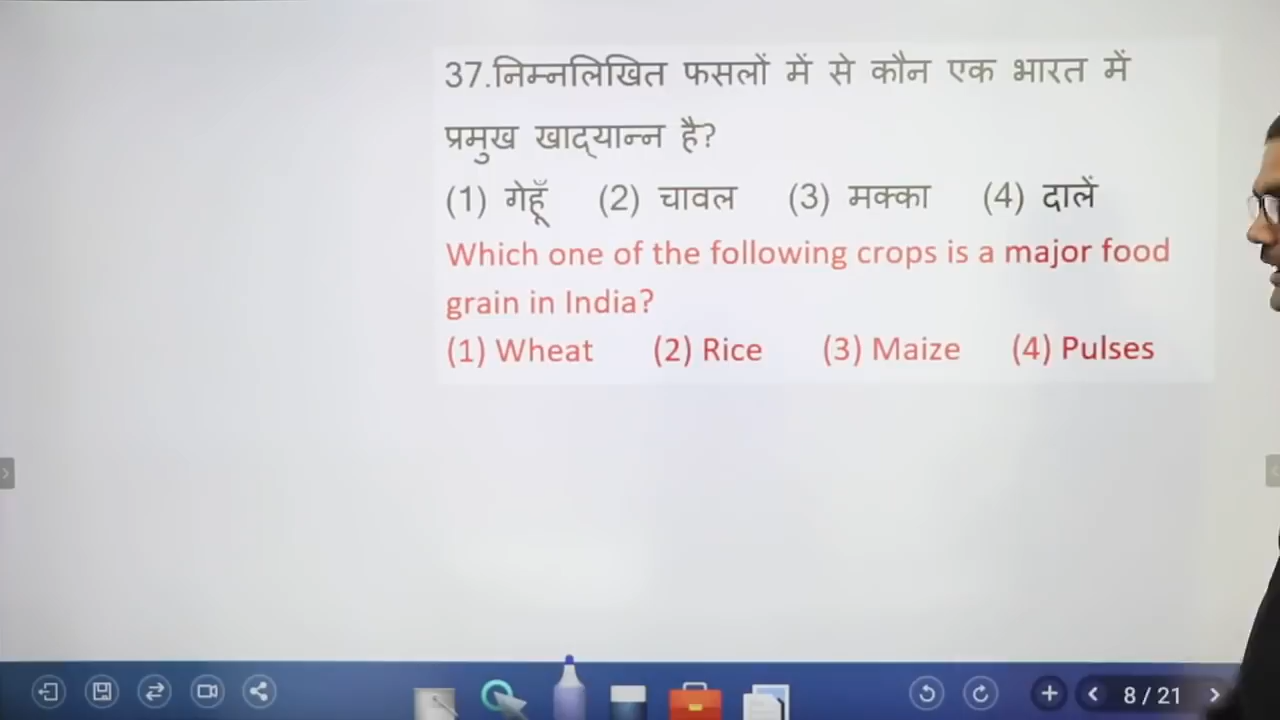 37.निम्नलिखित फसलों में से कौन एक भारत में
प्रमुख खाद्यान्न है?
(1) गेहूँ (2) चावल (3) मक्का (4) दालें
Which one of the following crops is a major food
grain in India?
(1) Wheat (2) Rice (3) Maize (4) Pulses
8 / 21